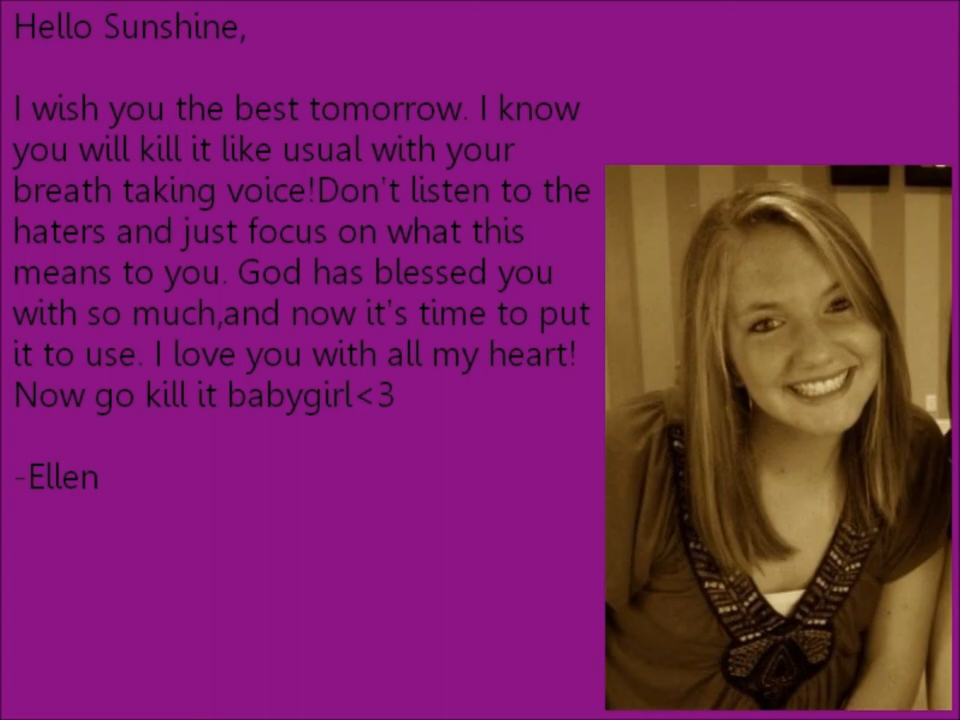 Hello Sunshine,
I wish you the best tomorrow. I know
you will kill it like usual with your
breath taking voice!Don't listen to the
haters and just focus on what this
means to you. God has blessed you
with so much,and now it's time to put
it to use. I love you with all my heart!
Now go kill it babygirl<3
-Ellen